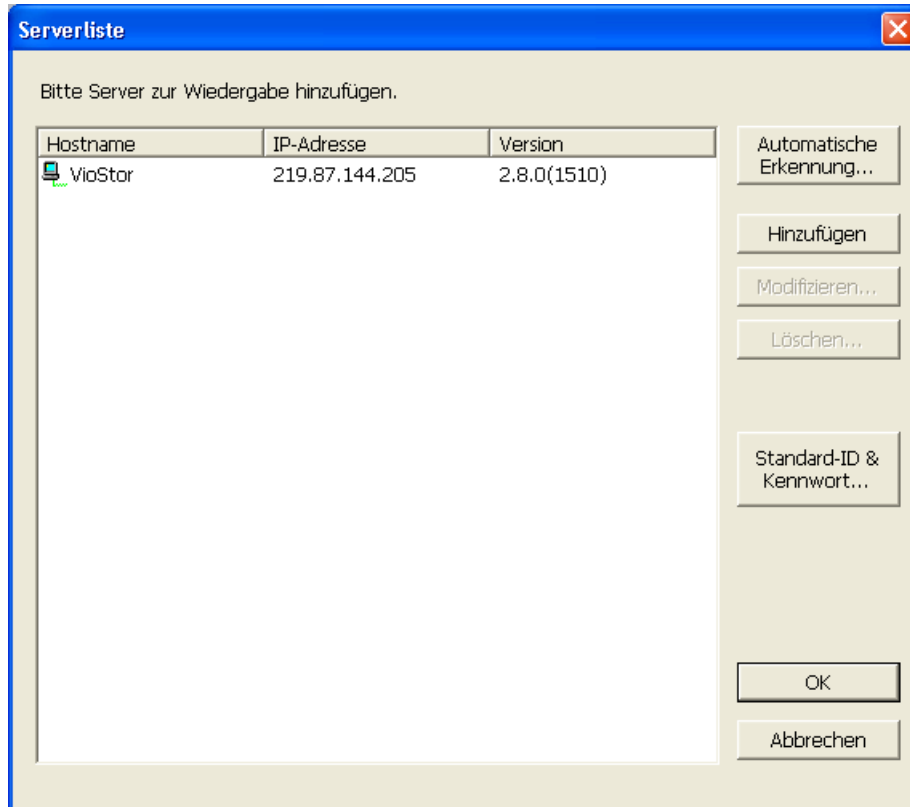 Serverliste
Bitte Server zur Wiedergabe hinzufügen.
Hostname IP-Adresse Version
VioStor 219.87.144.205 2.8.0(1510)
Automatische
Erkennung...
Hinzufügen
Modifizieren...
Löschen...
Standard-ID &
Kennwort...
OK
Abbrechen